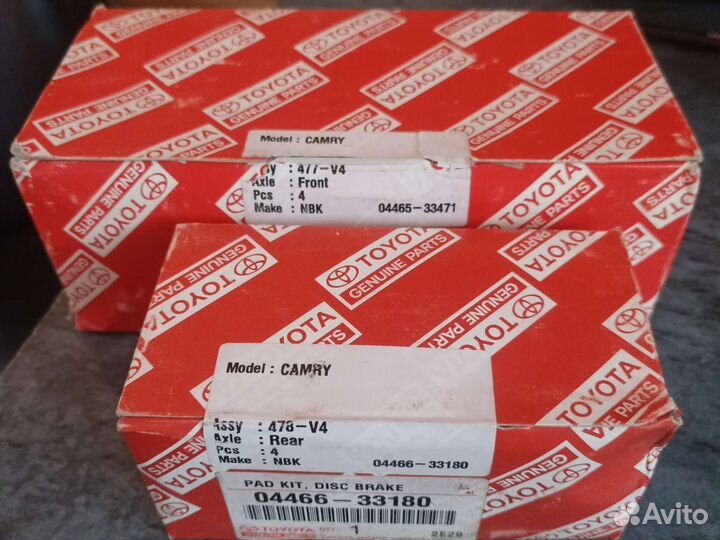 TOYOTA
GENUINE PARTS
Model : CAMRY
: 477-V4
Axle : Front
Pcs : 4
Make : NBK 04465-33471
TOYOTA
GENUINE PARTS
Model : CAMRY
Assy : 478-V4
Axle : Rear
Pcs : 4
Make : NBK 04466-33180
PAD KIT, DISC BRAKE
04466-33180
TOYOTA 1
Avito